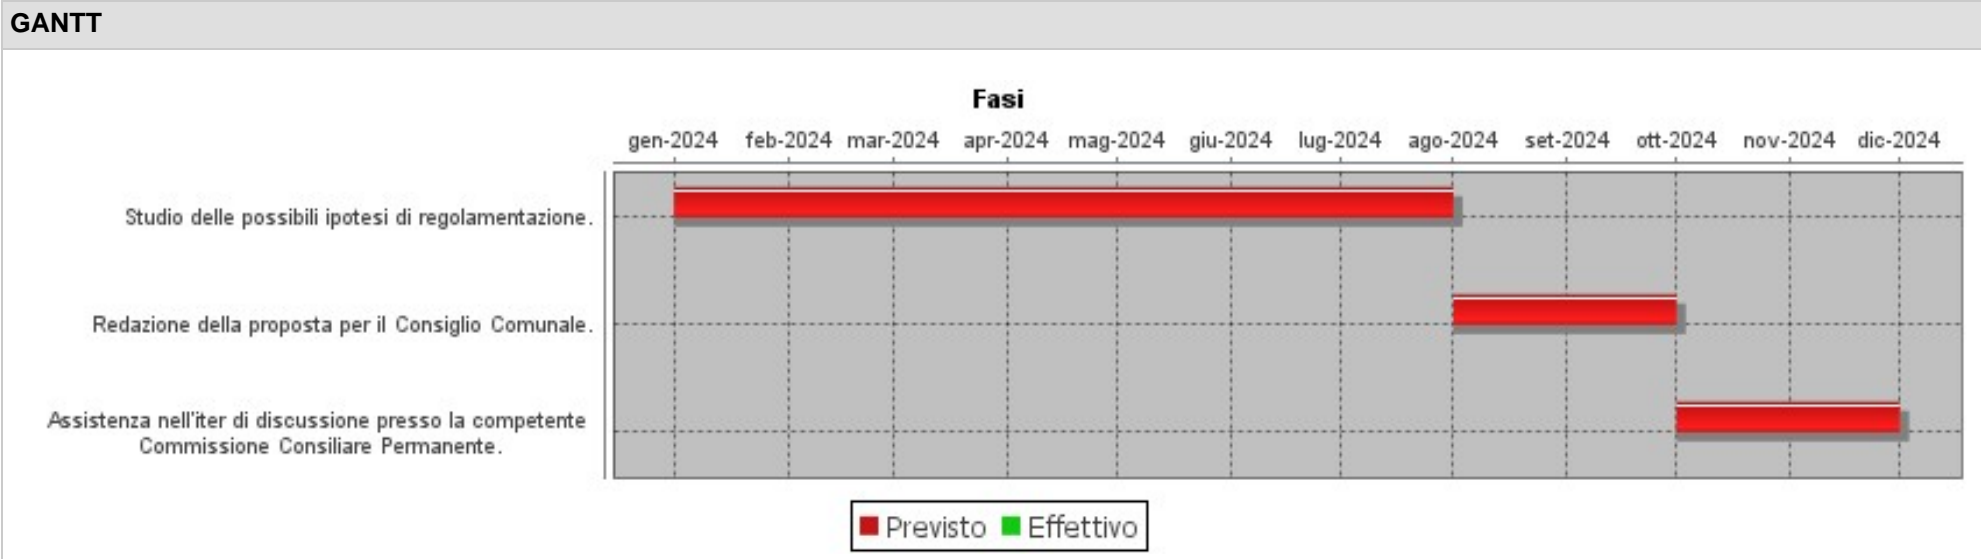 GANTT
Fasi
gen-2024 feb-2024 mar-2024 apr-2024 mag-2024 giu-2024 lug-2024 ago-2024 set-2024 ott-2024 nov-2024 dic-2024
Studio delle possibili ipotesi di regolamentazione.
Redazione della proposta per il Consiglio Comunale.
Assistenza nell'iter di discussione presso la competente
Commissione Consiliare Permanente.
Previsto Effettivo